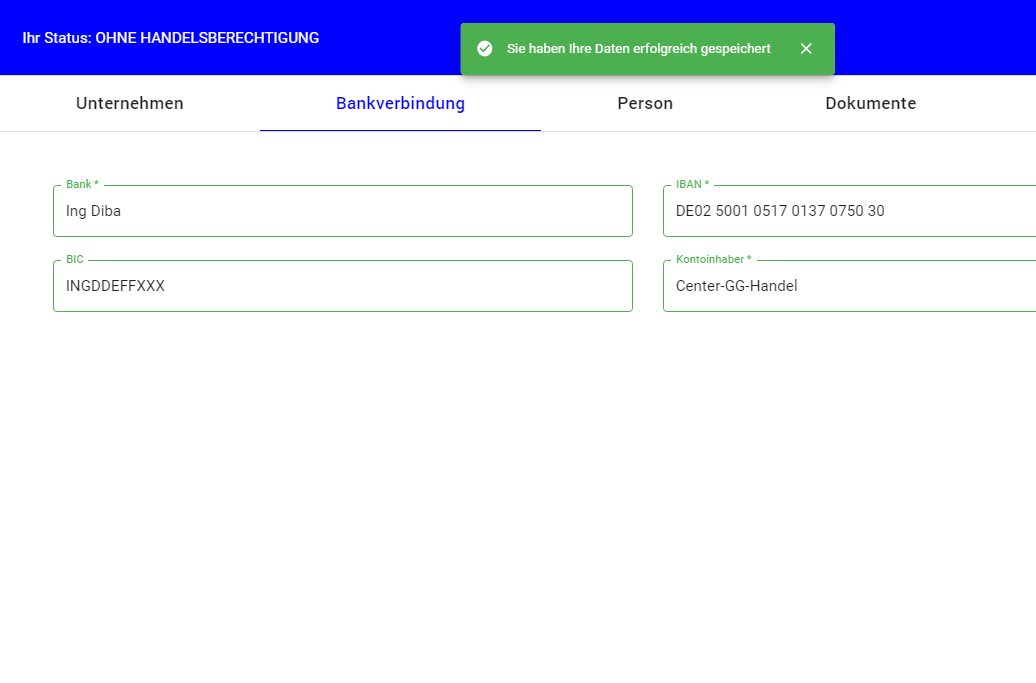 Ihr Status: OHNE HANDELSBERECHTIGUNG
Sie haben Ihre Daten erfolgreich gespeichert
Unternehmen Bankverbindung Person Dokumente
Bank * IBAN *
Ing Diba DE02 5001 0517 0137 0750 30
BIC Kontoinhaber *
INGDDEFFXXX Center-GG-Handel